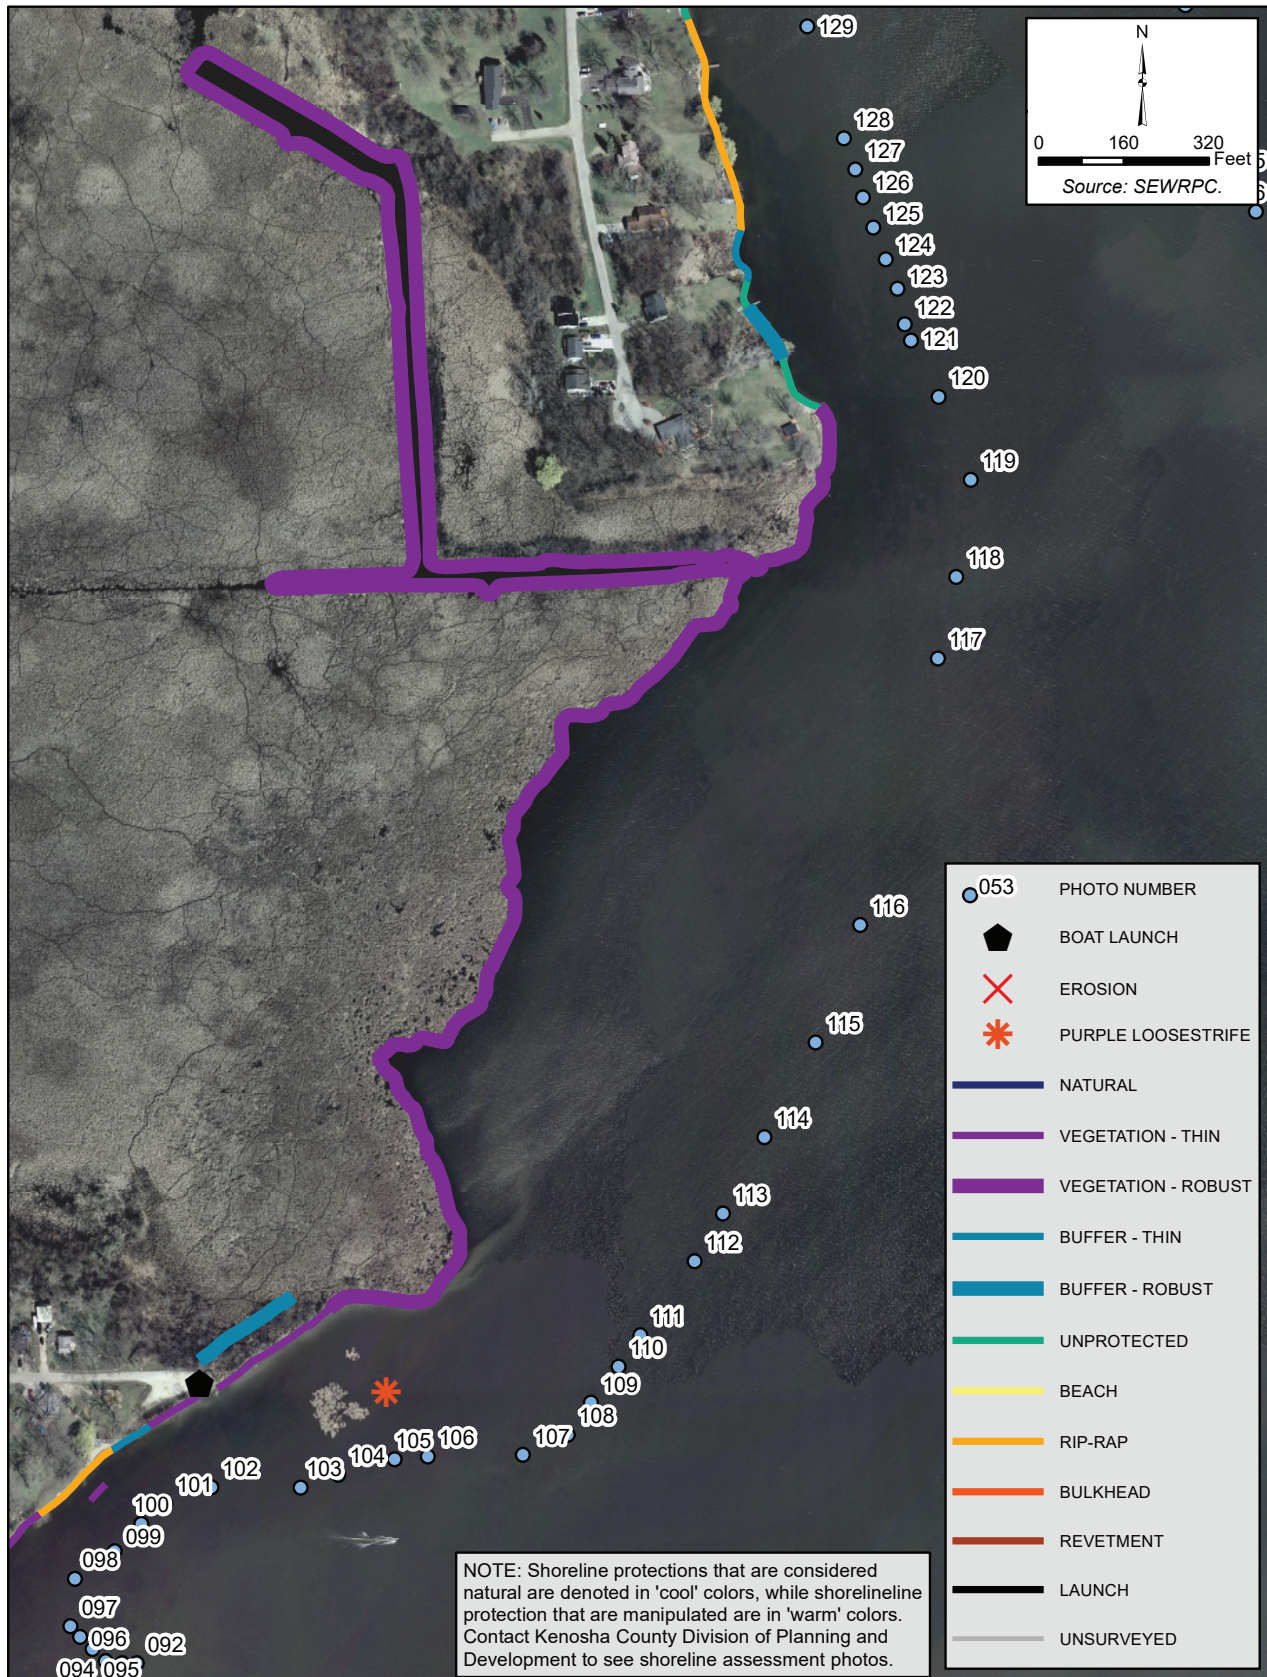 129
N
0 160 320
Feet
Source: SEWRPC.
5
6
128
127
126
125
124
123
122
121
120
119
118
117
116
115
114
113
112
111
110
109
108
107
106
105
104
103
102
101
100
099
098
097
096
092
094
095
053 PHOTO NUMBER
BOAT LAUNCH
EROSION
PURPLE LOOSESTRIFE
NATURAL
VEGETATION - THIN
VEGETATION - ROBUST
BUFFER - THIN
BUFFER - ROBUST
UNPROTECTED
BEACH
RIP-RAP
BULKHEAD
REVETMENT
LAUNCH
UNSURVEYED
NOTE: Shoreline protections that are considered
natural are denoted in 'cool' colors, while shorelineline
protection that are manipulated are in 'warm' colors.
Contact Kenosha County Division of Planning and
Development to see shoreline assessment photos.